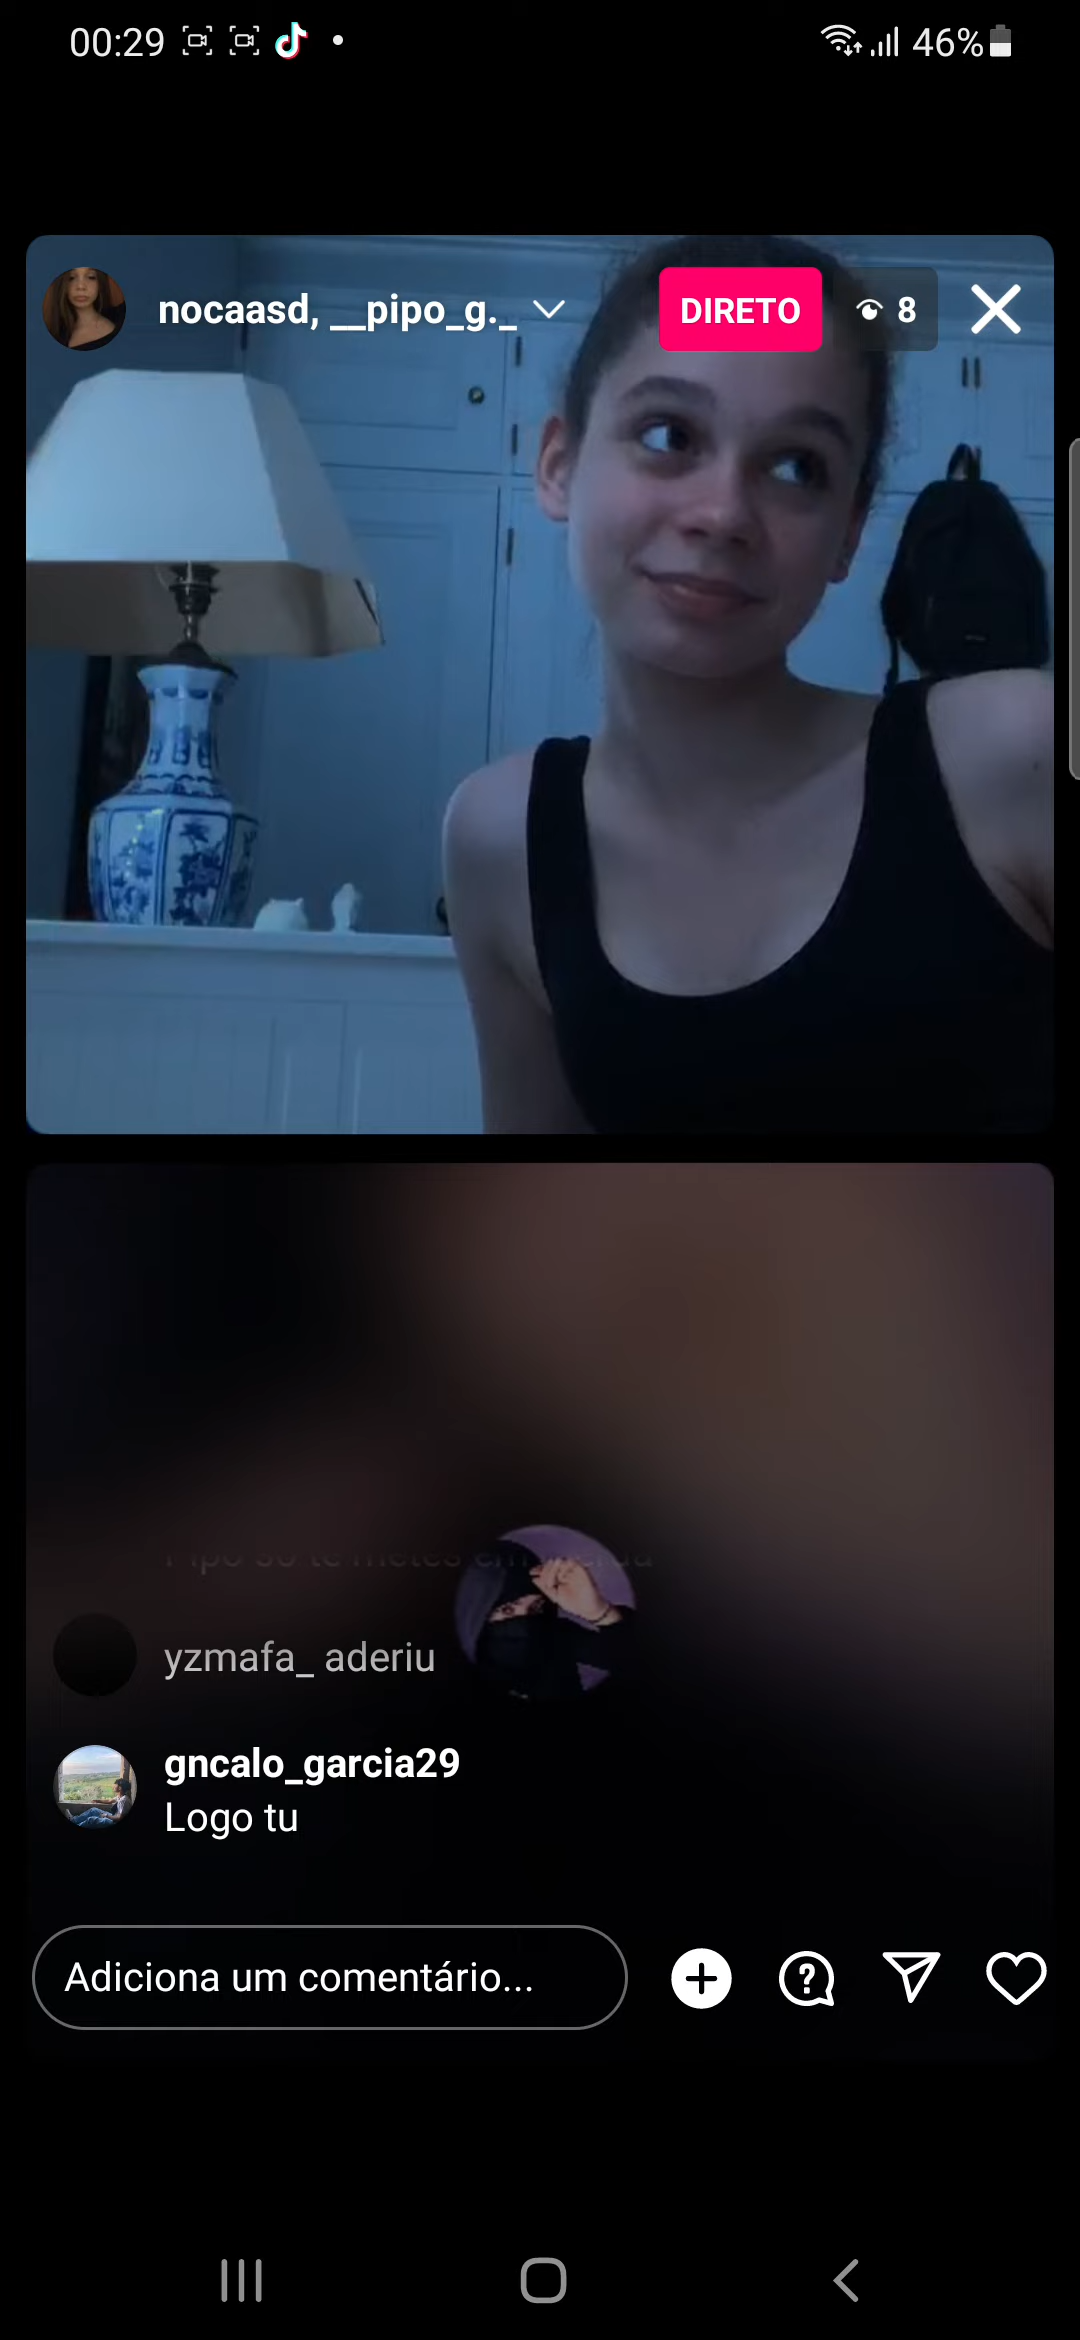 00:29
46%
nocaasd, __pipo_g._
DIRETO
8
yzmafa_ aderiu
gncalo_garcia29
Logo tu
Adiciona um comentário...